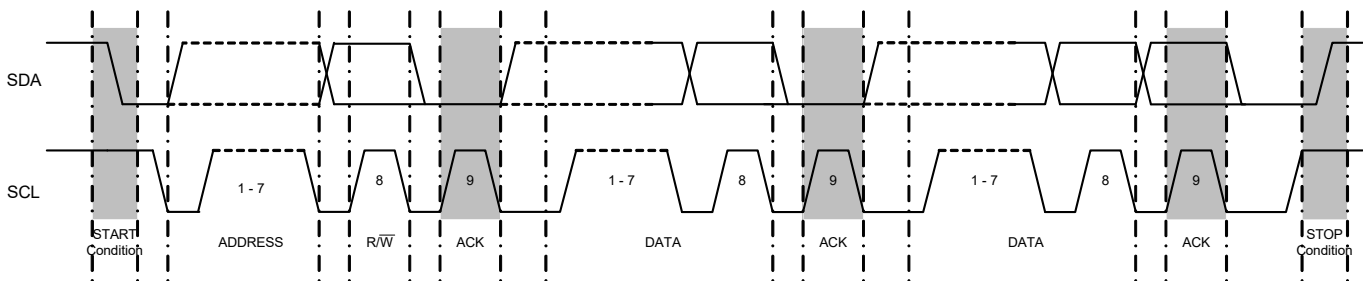 SDA
SCL
1 - 7
8
9
1 - 7
8
9
1 - 7
8
9
START
Condition
ADDRESS
R/W̅
ACK
DATA
ACK
DATA
ACK
STOP
Condition